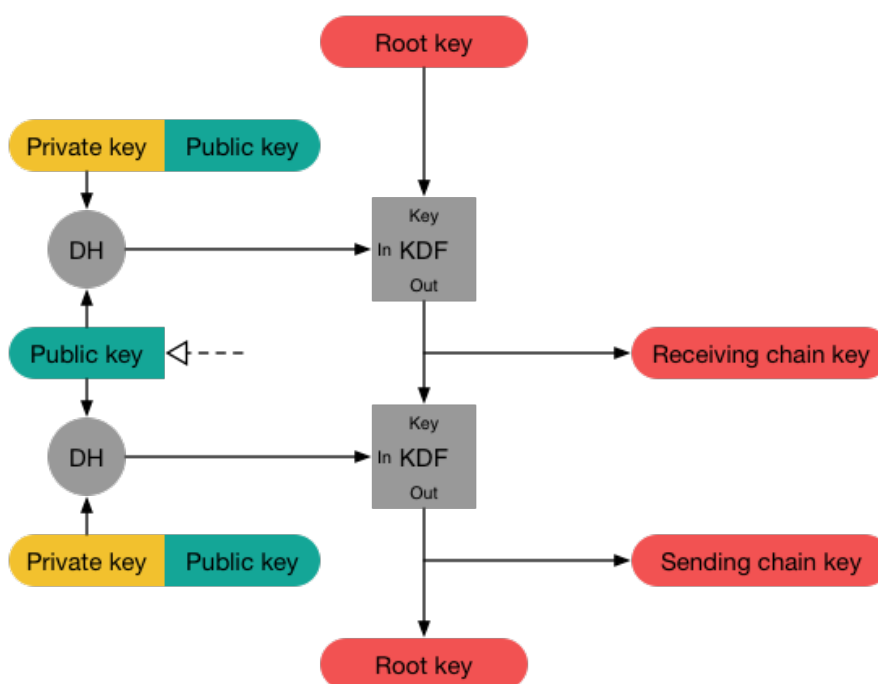 Root key
Private key Public key
Key
DH
In KDF
Out
Public key
Receiving chain key
Key
DH
In KDF
Out
Private key Public key
Sending chain key
Root key